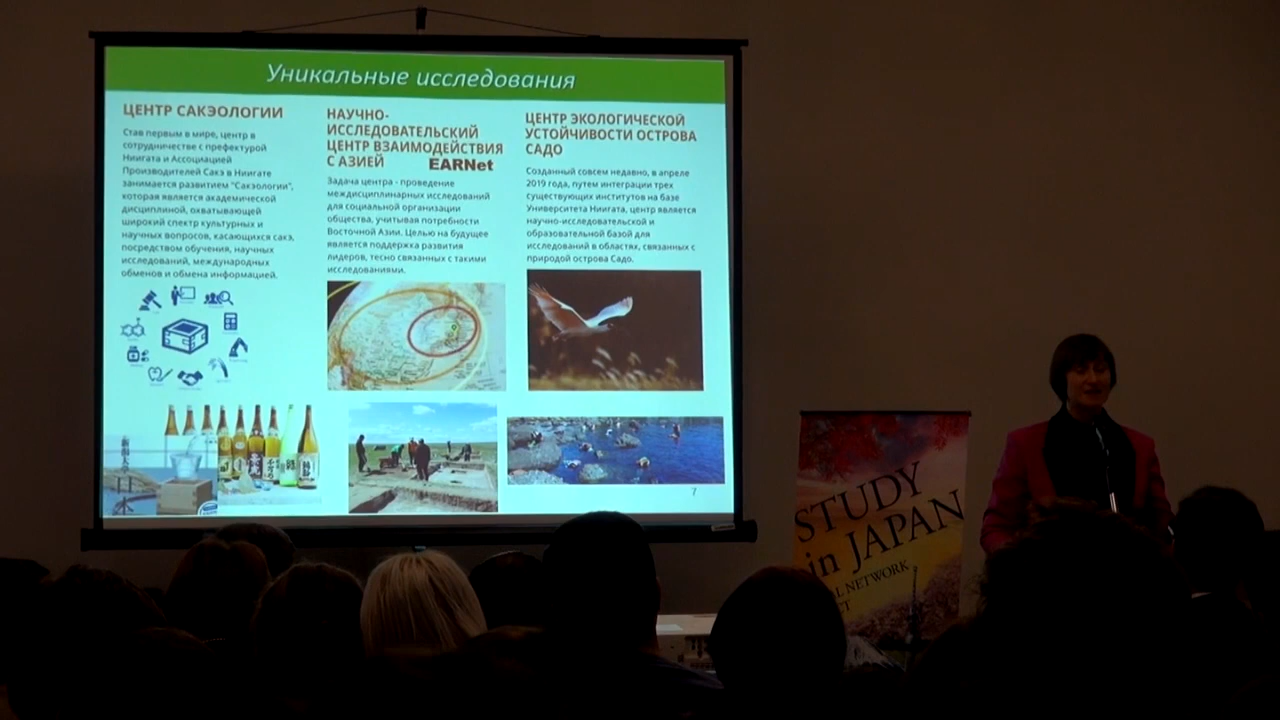 Уникальные исследования
ЦЕНТР САКЭОЛОГИИ
Став первым в мире, центр в
сотрудничестве с префектурой
Ниигата и Ассоциацией
Производителей Сакэ в Ниигате
занимается развитием "Сакэологии",
которая является академической
дисциплиной, охватывающей
широкий спектр культурных и
научных вопросов, касающихся сакэ,
посредством обучения, научных
исследований, международных
обменов и обмена информацией.
НАУЧНО-
ИССЛЕДОВАТЕЛЬСКИЙ
ЦЕНТР ВЗАИМОДЕЙСТВИЯ
С АЗИЕЙ EARNet
Задача центра - проведение
междисциплинарных исследований
для социальной организации
общества, учитывая потребности
Восточной Азии. Целью на будущее
является поддержка развития
лидеров, тесно связанных с такими
исследованиями.
ЦЕНТР ЭКОЛОГИЧЕСКОЙ
УСТОЙЧИВОСТИ ОСТРОВА
САДО
Созданный совсем недавно, в апреле
2019 года, путем интеграции трех
существующих институтов на базе
Университета Ниигата, центр является
научно-исследовательской и
образовательной базой для
исследований в областях, связанных с
природой острова Садо.
7
STUDY
in JAPAN
NETWORK